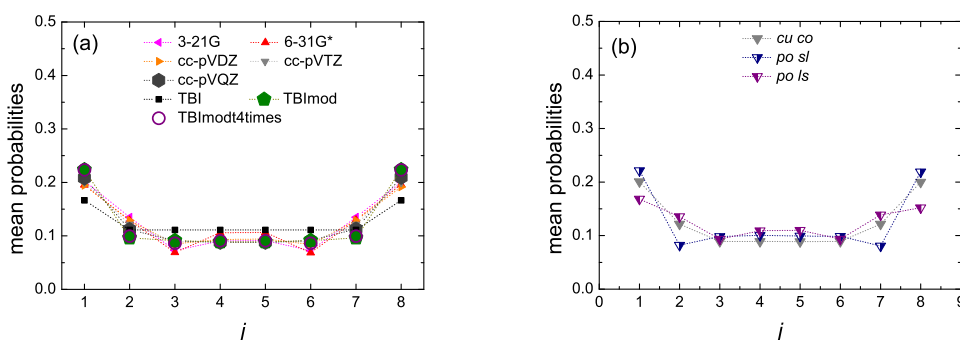 (a)
3-21G 6-31G*
cc-pVDZ cc-pVTZ
cc-pVQZ
TBI TBImod
TBImodt4times
mean probabilities
0.5
0.4
0.3
0.2
0.1
0.0
1 2 3 4 5 6 7 8
j
(b)
cu co
po sl
po ls
mean probabilities
0.5
0.4
0.3
0.2
0.1
0.0
0 1 2 3 4 5 6 7 8 9
j